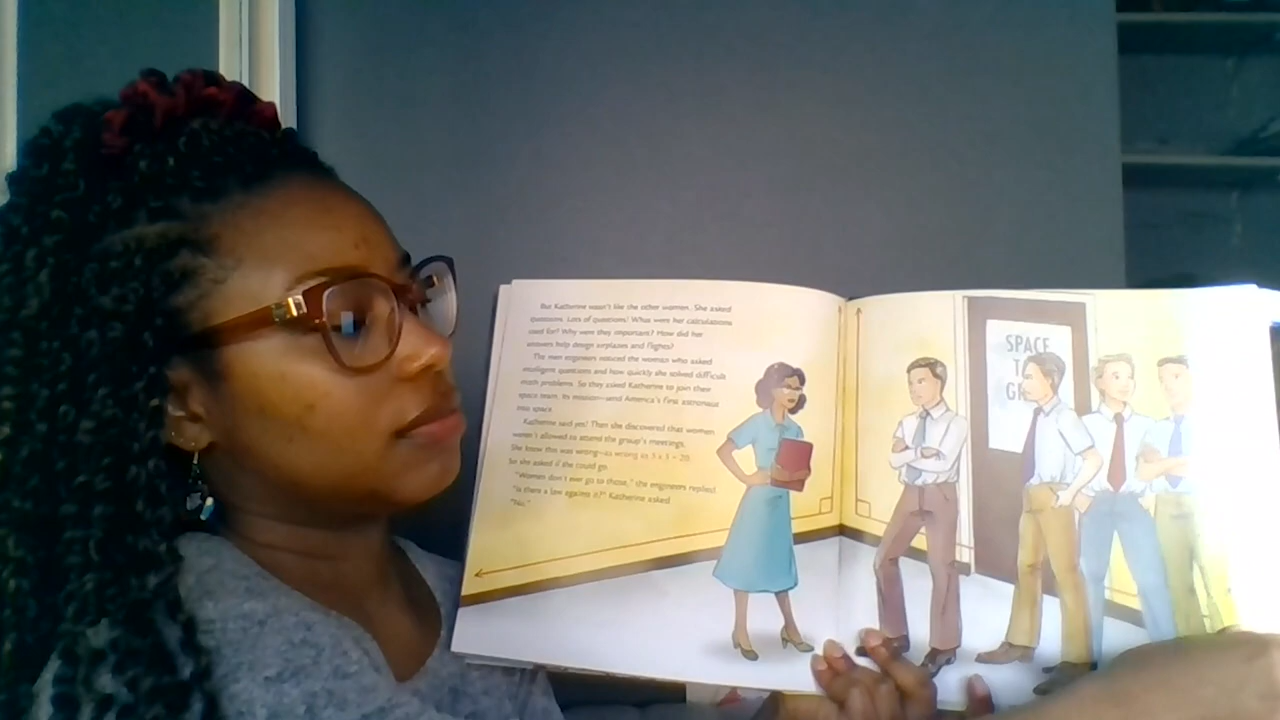 But Katherine wasn't like the other women. She asked
questions. Lots of questions! What were her calculations
used for? Why were they important? How did her
answers help design airplanes and flights?
The men engineers noticed the woman who asked
intelligent questions and how quickly she solved difficult
math problems. So they asked Katherine to join their
space team. Its mission—send America's first astronaut
into space.
Katherine said yes! Then she discovered that women
weren't allowed to attend the group's meetings.
She knew this was wrong—as wrong as 5 x 5 = 20.
So she asked if she could go.
"Women don't ever go to those," the engineers replied.
"Is there a law against it?" Katherine asked.
"No."
SPACE